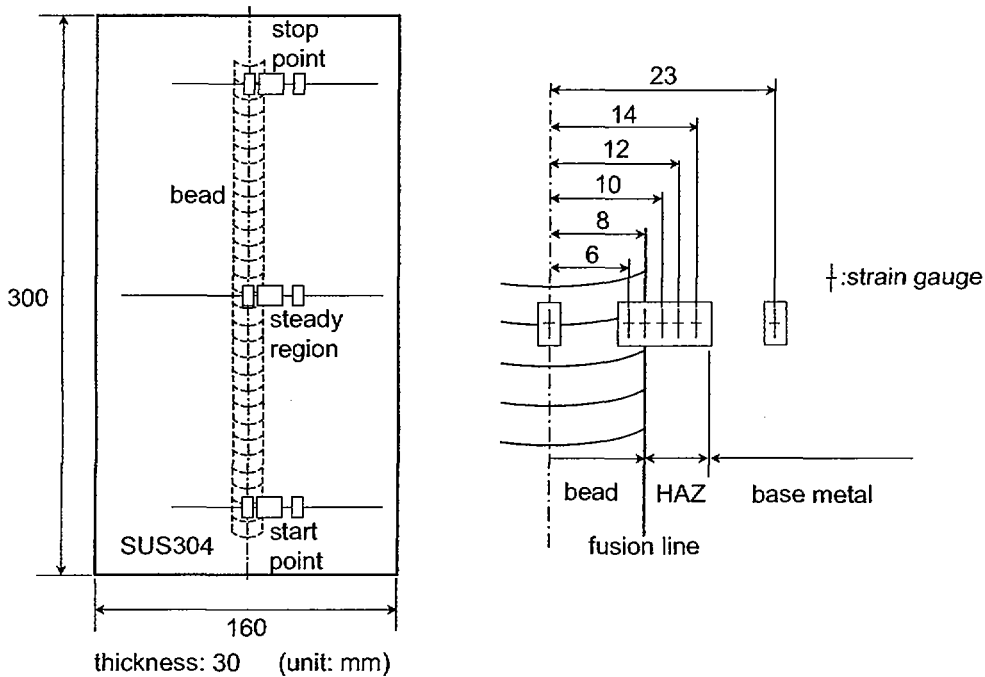 stop
point
bead
300
steady
region
SUS304
start
point
160
thickness: 30 (unit: mm)
23
14
12
10
8
6
:strain gauge
bead
HAZ
base metal
fusion line